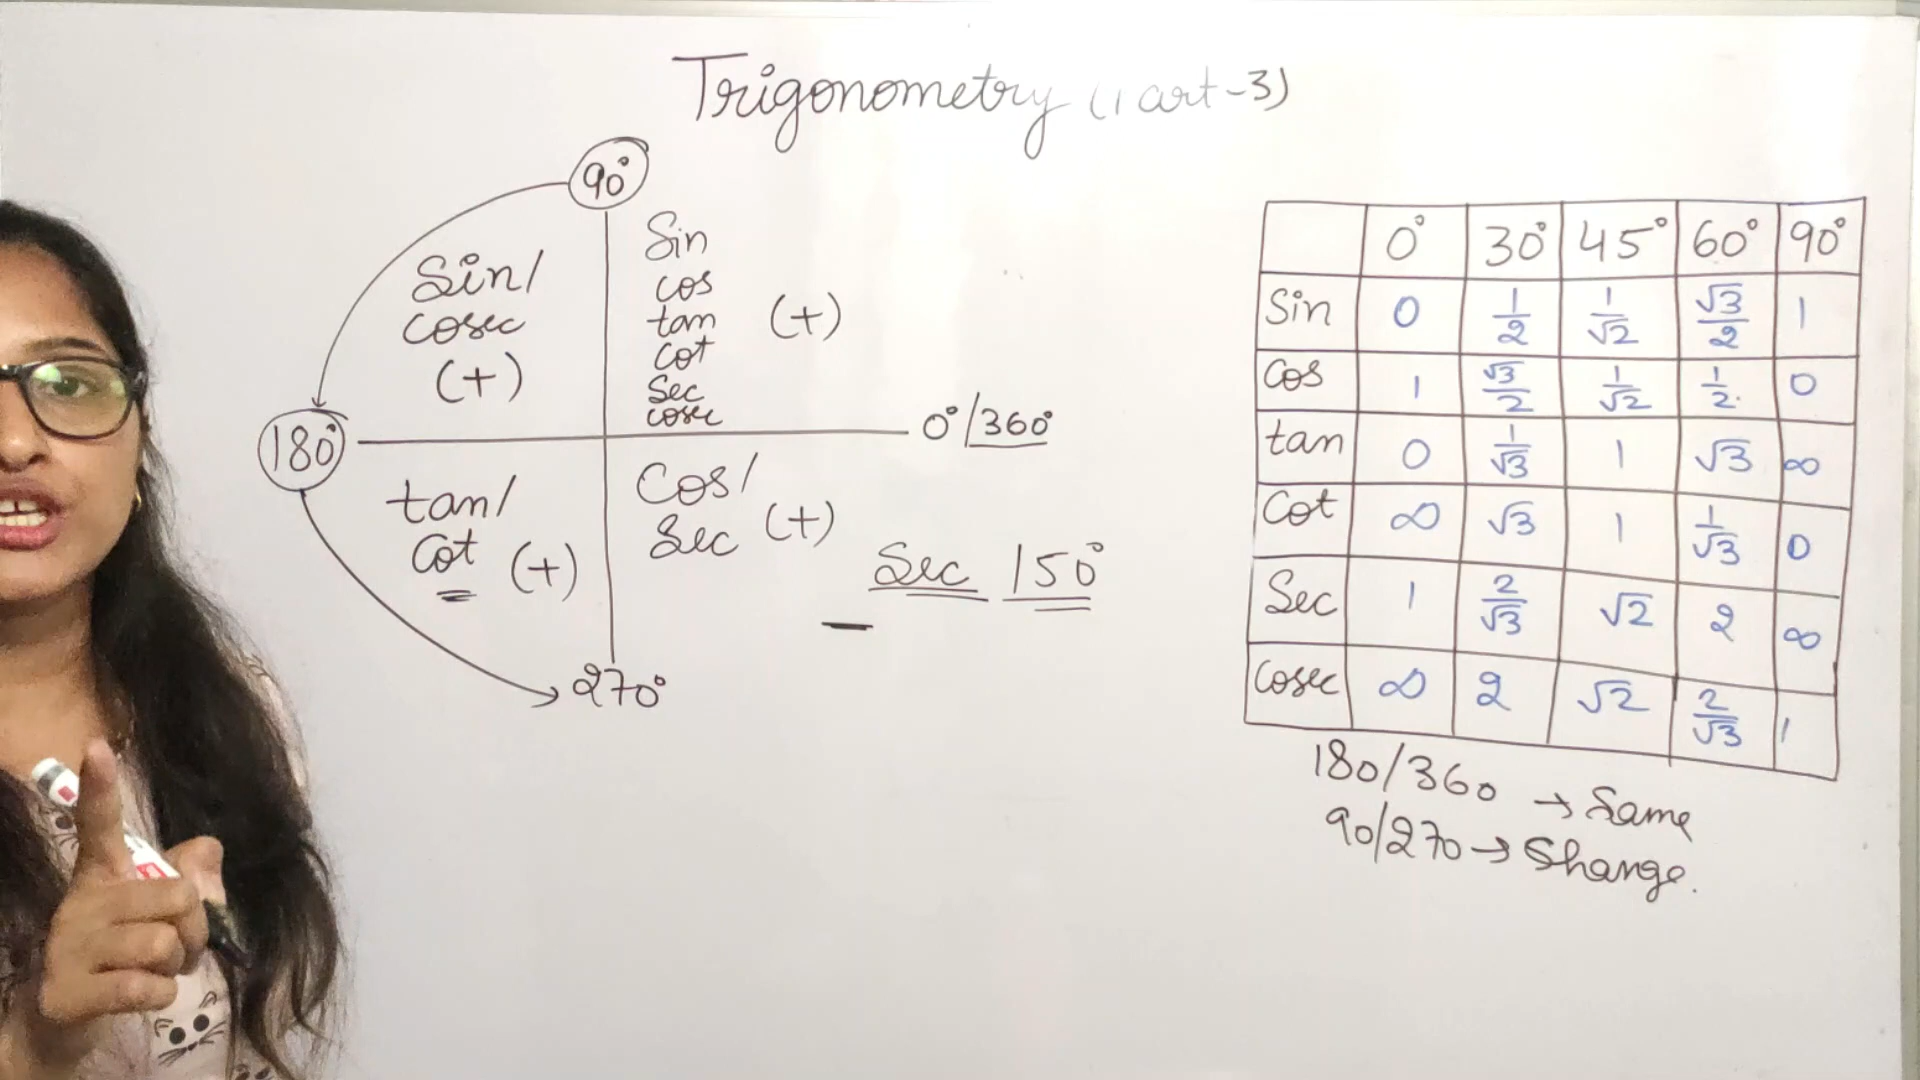 Trigonometry (Part-3)
90°
Sin/
cosec
(+)
Sin
cos
tan (+)
cot
Sec
cosec
180°
0°/360°
tan/
Cot (+)
Cos/
Sec (+)
Sec 150°
270°
0° 30° 45° 60° 90°
Sin 0 1/2 1/√2 √3/2 1
Cos 1 √3/2 1/√2 1/2 0
tan 0 1/√3 1 √3 ∞
Cot ∞ √3 1 1/√3 0
Sec 1 2/√3 √2 2 ∞
Cosec ∞ 2 √2 2/√3 1
180/360 → Same
90/270 → Shange.